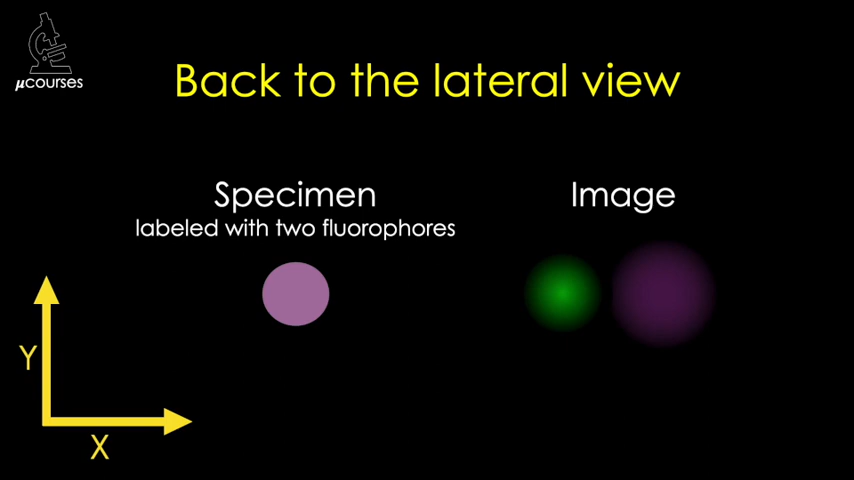 µcourses
Back to the lateral view
Specimen
labeled with two fluorophores
Image
Y
X